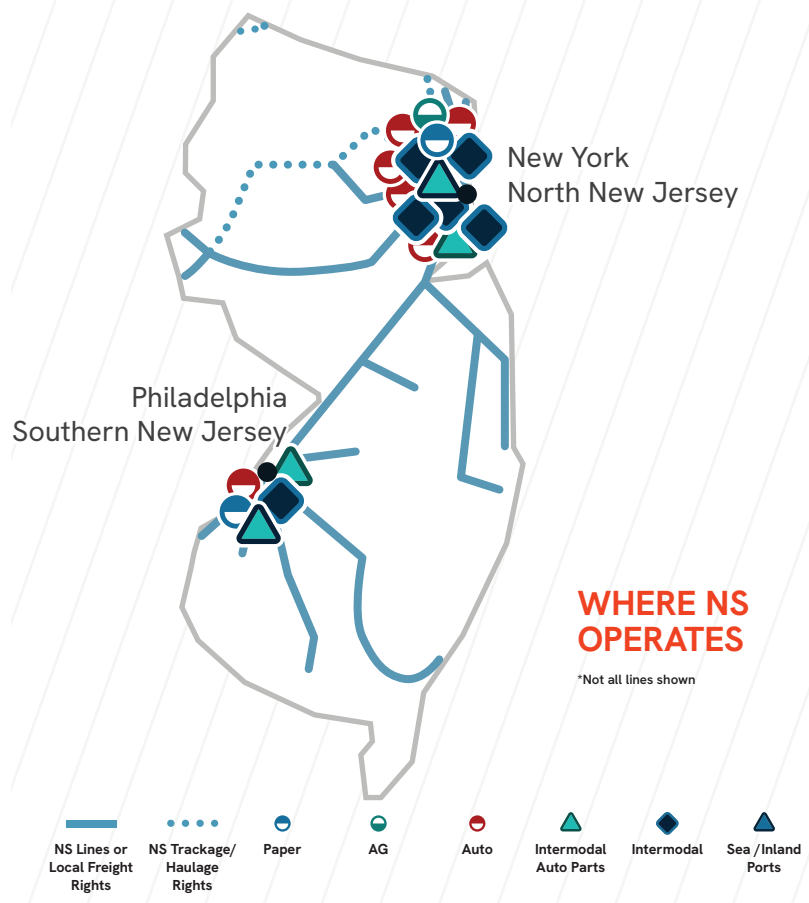 New York
North New Jersey
Philadelphia
Southern New Jersey
WHERE NS
OPERATES
*Not all lines shown
NS Lines or
Local Freight
Rights
NS Trackage/
Haulage
Rights
Paper
AG
Auto
Intermodal
Auto Parts
Intermodal
Sea /Inland
Ports